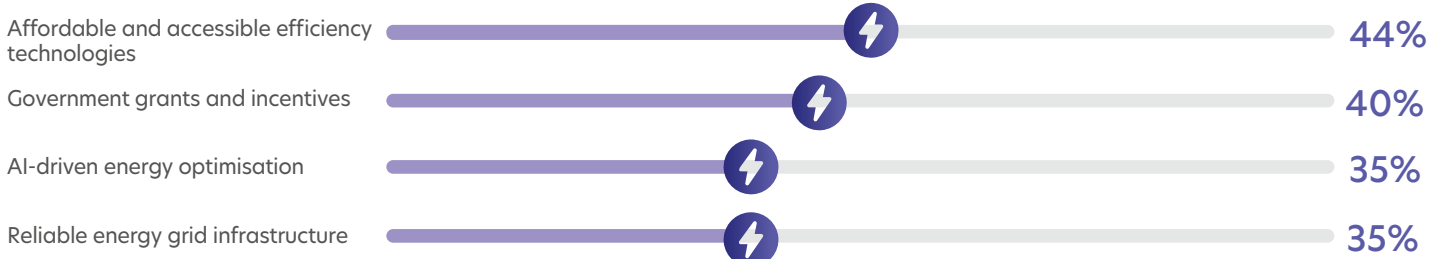 Affordable and accessible efficiency
technologies
44%
Government grants and incentives
40%
AI-driven energy optimisation
35%
Reliable energy grid infrastructure
35%